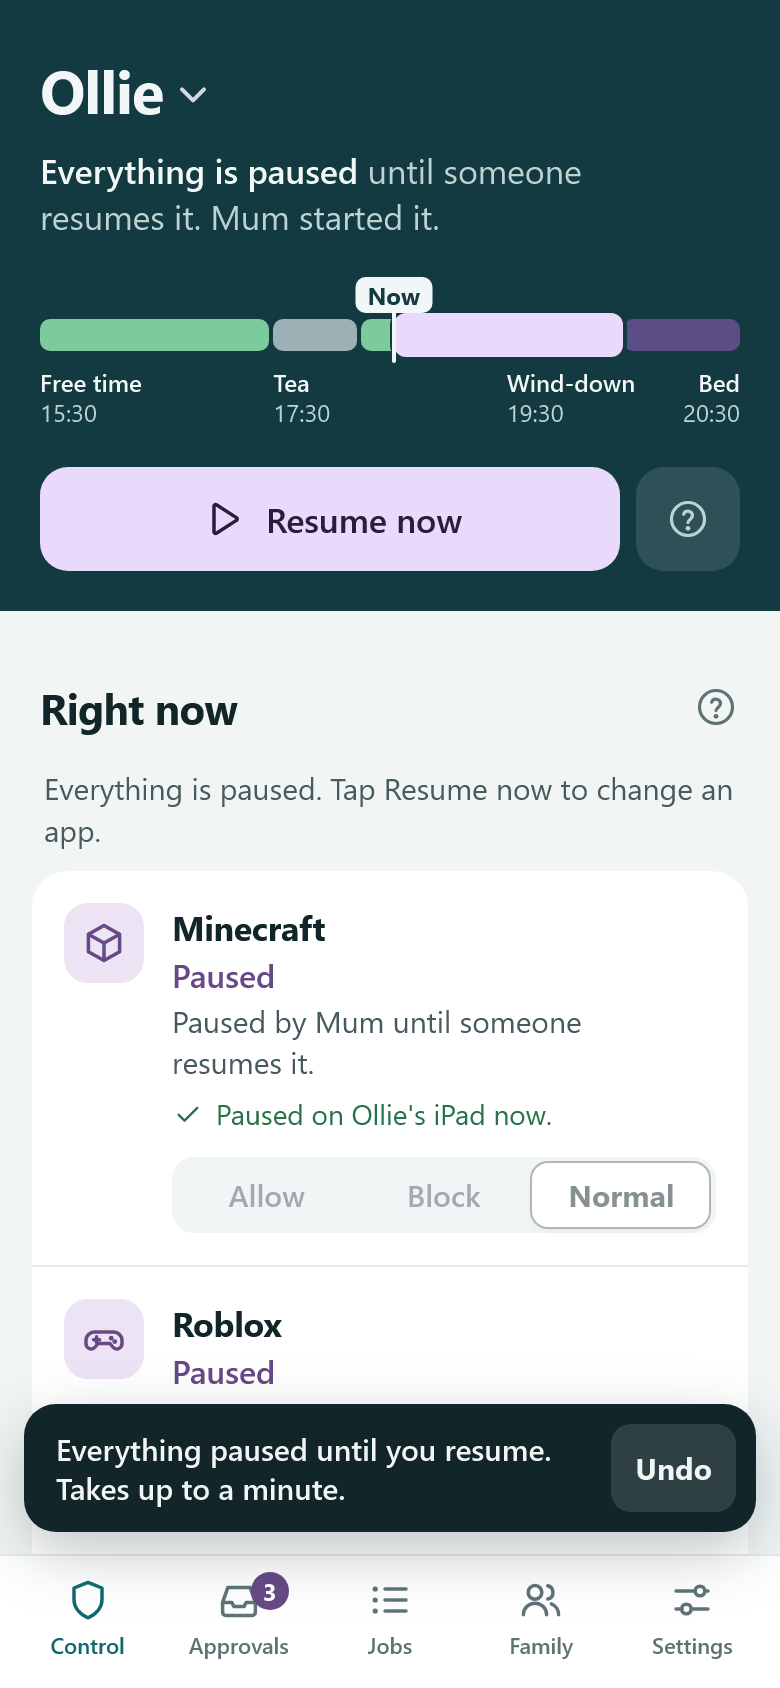 Ollie
Everything is paused until someone
resumes it. Mum started it.
Now
Free time
15:30
Tea
17:30
Wind-down
19:30
Bed
20:30
Resume now
Right now
Everything is paused. Tap Resume now to change an
app.
Minecraft
Paused
Paused by Mum until someone
resumes it.
Paused on Ollie's iPad now.
Allow
Block
Normal
Roblox
Paused
Everything paused until you resume.
Takes up to a minute.
Undo
3
Control
Approvals
Jobs
Family
Settings